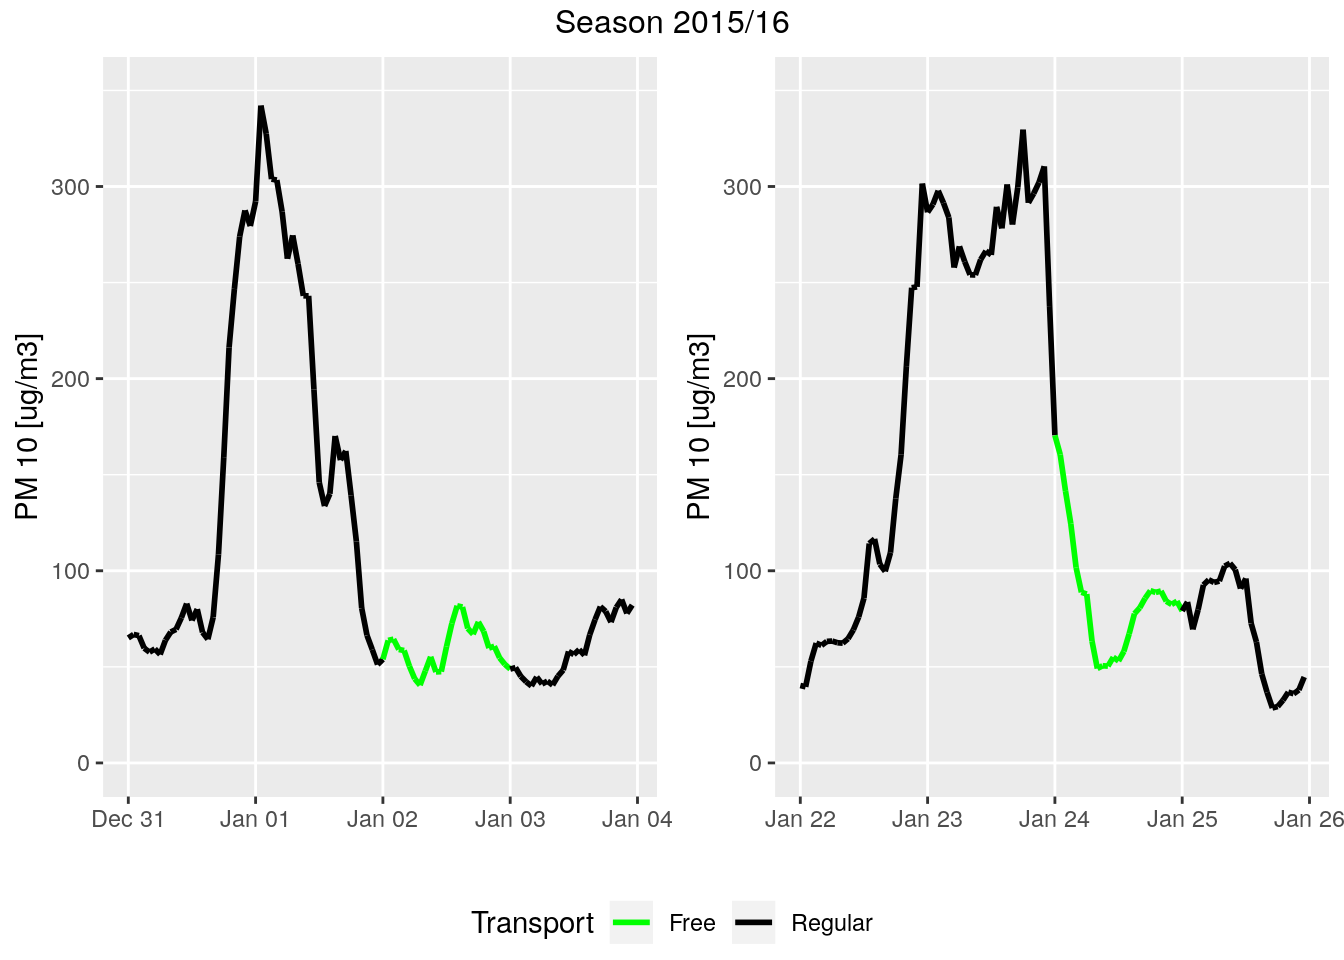 Season 2015/16
PM 10 [ug/m3]
300
200
100
0
Dec 31 Jan 01 Jan 02 Jan 03 Jan 04
PM 10 [ug/m3]
300
200
100
0
Jan 22 Jan 23 Jan 24 Jan 25 Jan 26
Transport Free Regular